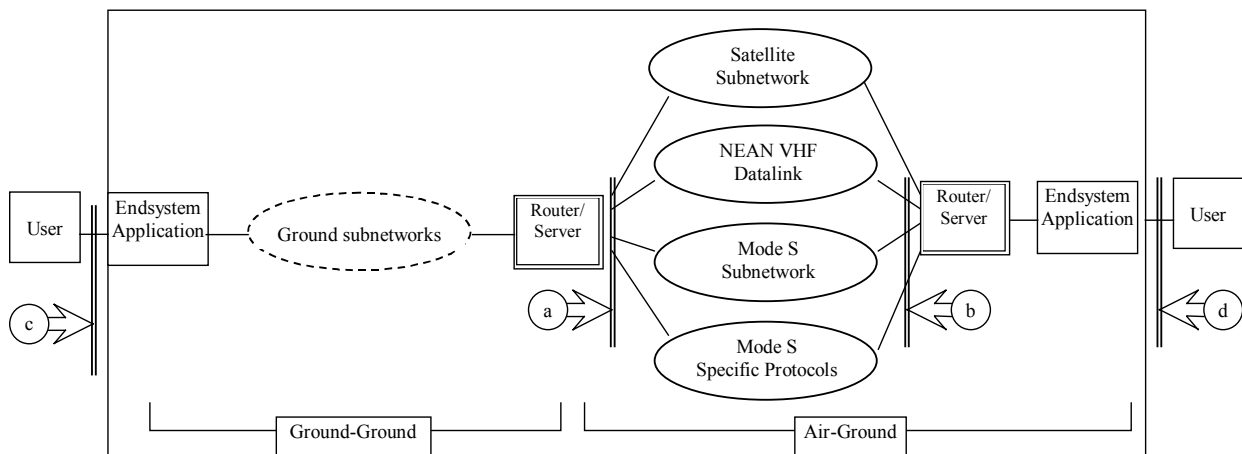 Satellite
Subnetwork
NEAN VHF
Datalink
User
Endsystem
Application
Ground subnetworks
Router/
Server
Router/
Server
Endsystem
Application
User
Mode S
Subnetwork
c
a
b
d
Mode S
Specific Protocols
Ground-Ground
Air-Ground